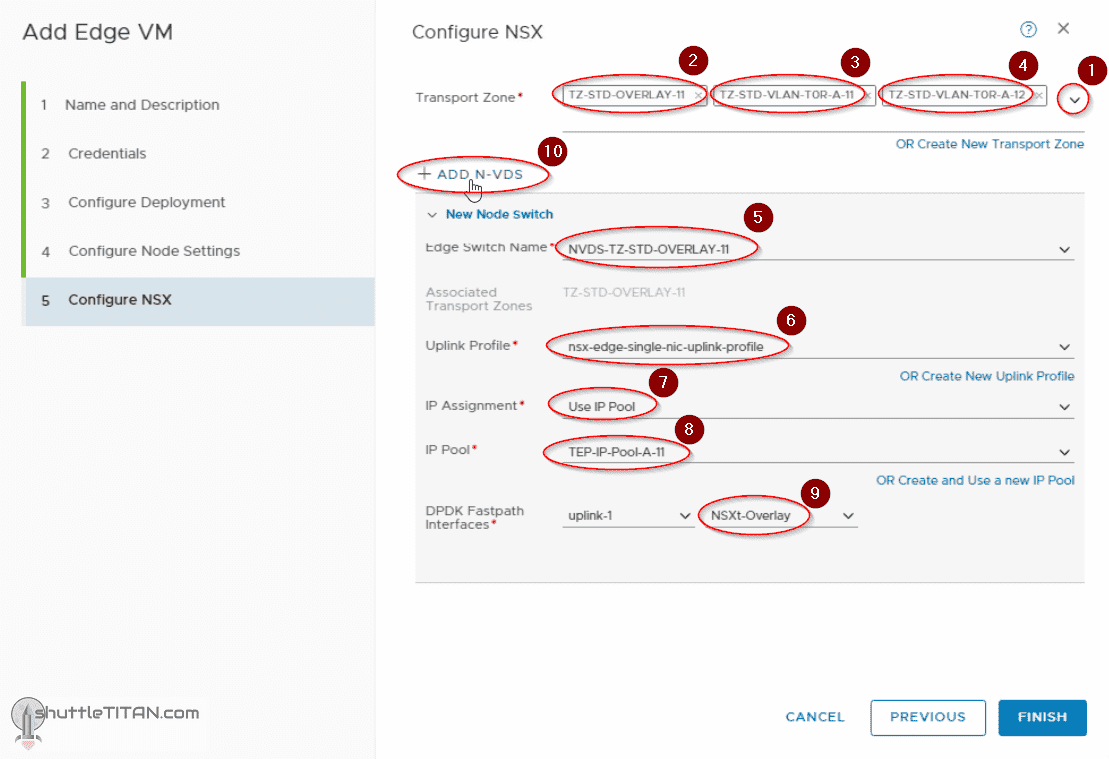 Add Edge VM
1 Name and Description
2 Credentials
3 Configure Deployment
4 Configure Node Settings
5 Configure NSX
Configure NSX
?
2
3
4
1
Transport Zone*
TZ-STD-OVERLAY-11 ×
TZ-STD-VLAN-T0R-A-11 ×
TZ-STD-VLAN-T0R-A-12 ×
OR Create New Transport Zone
10
+ ADD N-VDS
New Node Switch
5
Edge Switch Name*
NVDS-TZ-STD-OVERLAY-11
Associated
Transport Zones
TZ-STD-OVERLAY-11
6
Uplink Profile*
nsx-edge-single-nic-uplink-profile
OR Create New Uplink Profile
7
IP Assignment*
Use IP Pool
8
IP Pool*
TEP-IP-Pool-A-11
OR Create and Use a new IP Pool
9
DPDK Fastpath
Interfaces*
uplink-1
NSXt-Overlay
shuttleTITAN.com
CANCEL
PREVIOUS
FINISH